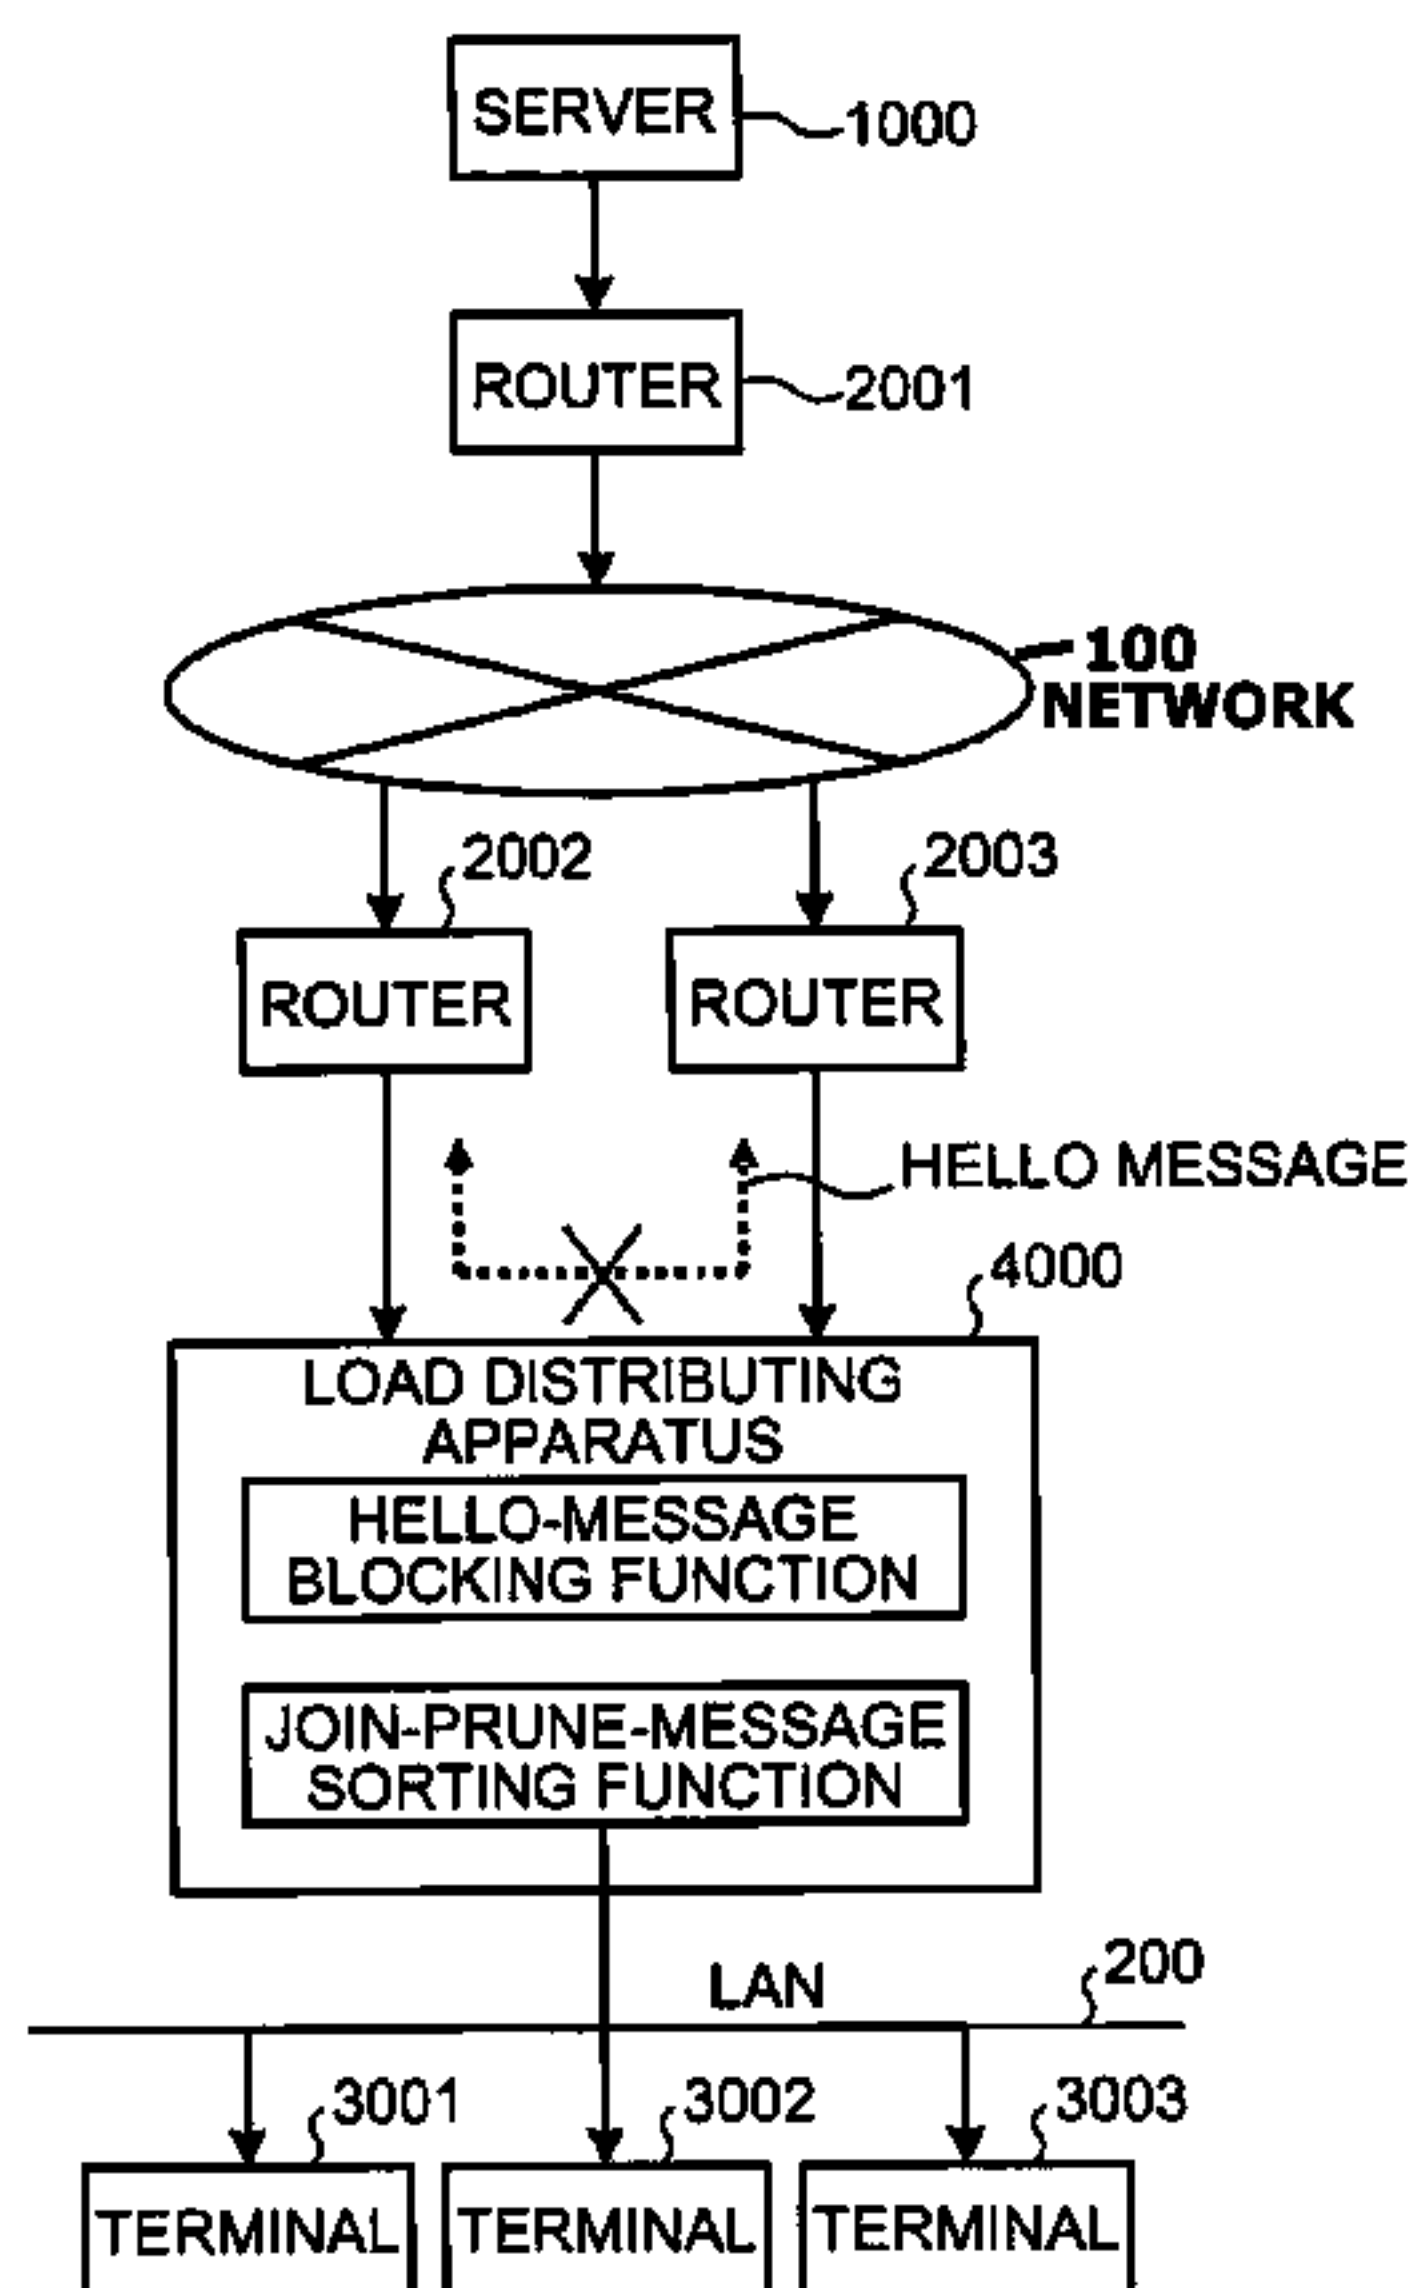 SERVER
1000
ROUTER
2001
100
NETWORK
2002
2003
ROUTER
ROUTER
HELLO MESSAGE
4000
LOAD DISTRIBUTING
APPARATUS
HELLO-MESSAGE
BLOCKING FUNCTION
JOIN-PRUNE-MESSAGE
SORTING FUNCTION
LAN
200
3001
3002
3003
TERMINAL
TERMINAL
TERMINAL